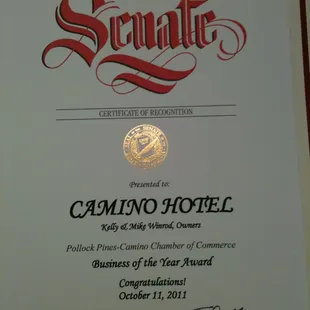 Senate
CERTIFICATE OF RECOGNITION
Presented to:
CAMINO HOTEL
Kelly & Mike Winrod, Owners
Pollock Pines-Camino Chamber of Commerce
Business of the Year Award
Congratulations!
October 11, 2011